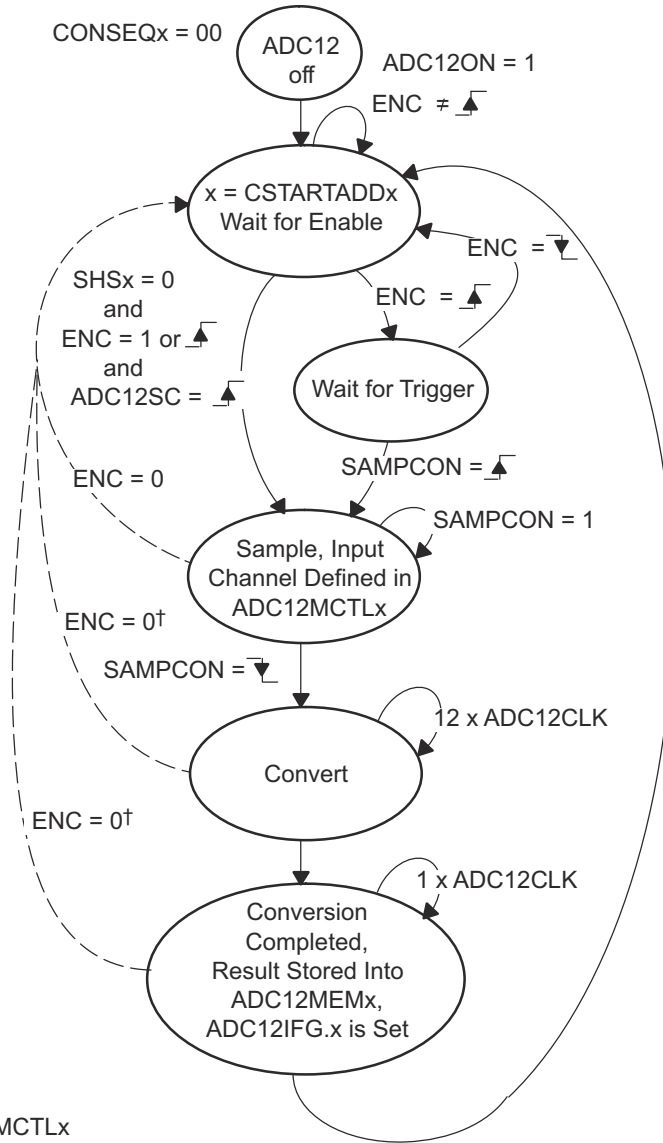 CONSEQx = 00
ADC12
off
ADC12ON = 1
ENC ≠
x = CSTARTADDx
Wait for Enable
ENC =
SHSx = 0
and
ENC = 1 or
and
ADC12SC =
ENC =
Wait for Trigger
SAMPCON =
ENC = 0
SAMPCON = 1
Sample, Input
Channel Defined in
ADC12MCTLx
ENC = 0†
SAMPCON =
12 x ADC12CLK
Convert
ENC = 0†
1 x ADC12CLK
Conversion
Completed,
Result Stored Into
ADC12MEMx,
ADC12IFG.x is Set
MCTLx